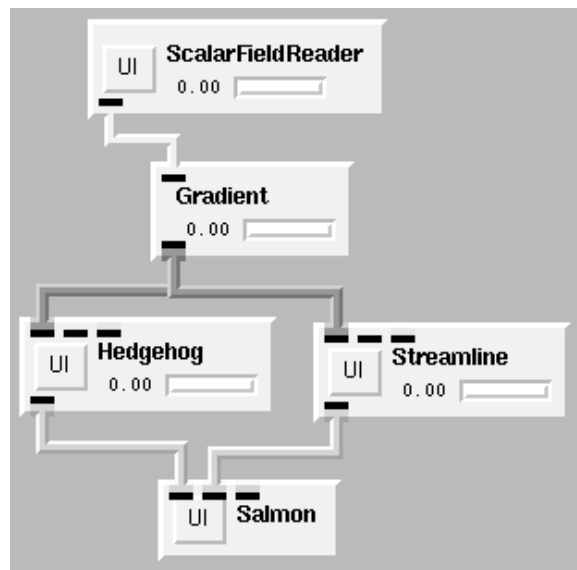 UI ScalarFieldReader
0.00
Gradient
0.00
UI Hedgehog
0.00
UI Streamline
0.00
UI Salmon